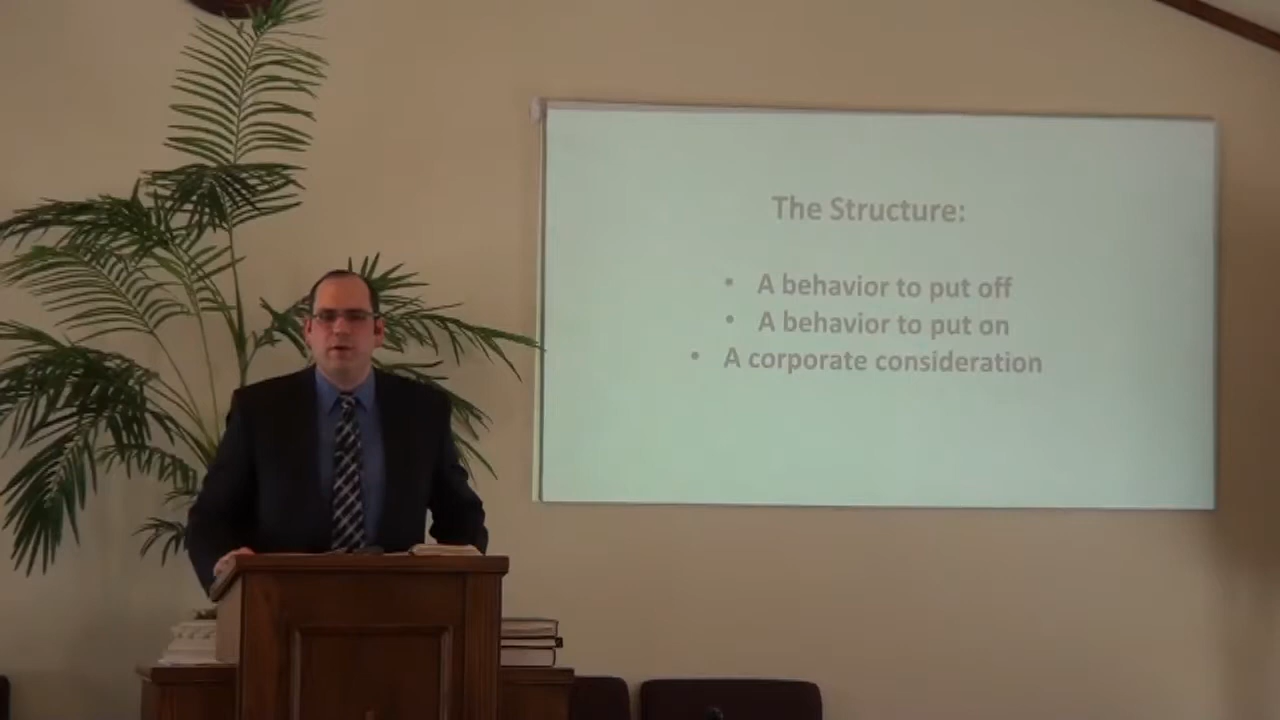 The Structure:
• A behavior to put off
• A behavior to put on
• A corporate consideration